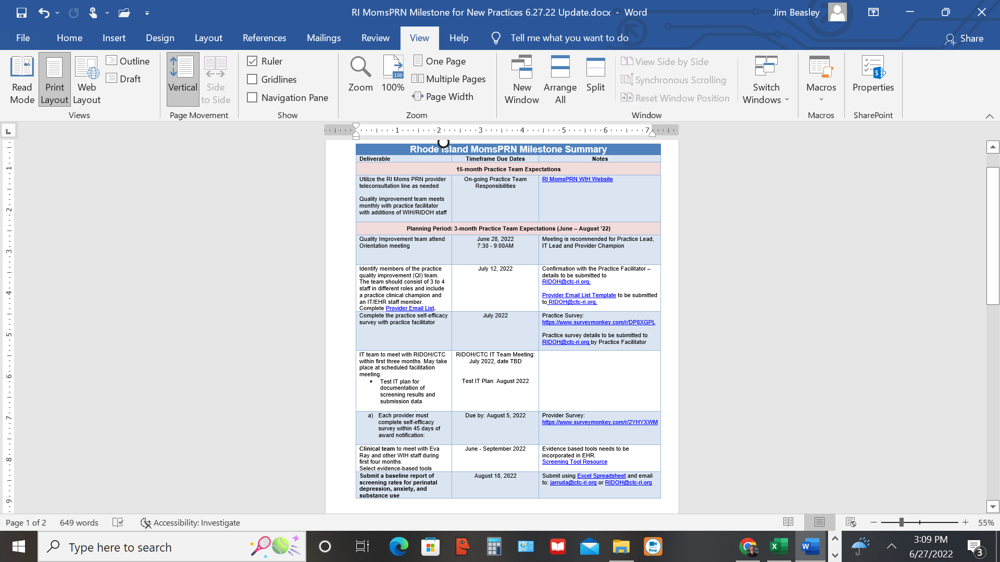 RI MomsPRN Milestone for New Practices 6.27.22 Update.docx - Word
Jim Beasley
File Home Insert Design Layout References Mailings Review View Help Tell me what you want to do Share
Read Mode
Print Layout
Web Layout
Outline
Draft
Views
Vertical
Side to Side
Page Movement
Ruler
Gridlines
Navigation Pane
Show
Zoom
100
100%
One Page
Multiple Pages
Page Width
Zoom
New Window
Arrange All
Split
View Side by Side
Synchronous Scrolling
Reset Window Position
Window
Switch Windows
Macros
Macros
Properties
SharePoint
L
1 2 3 4 5 6 7
1
2
3
4
5
6
7
8
9
Rhode Island MomsPRN Milestone Summary
Deliverable Timeframe Due Dates Notes
15-month Practice Team Expectations
Utilize the RI Moms PRN provider
teleconsultation line as needed
Quality improvement team meets
monthly with practice facilitator
with additions of WIH/RIDOH staff
On-going Practice Team
Responsibilities
RI MomsPRN WIH Website
Planning Period: 3-month Practice Team Expectations (June – August ’22)
Quality Improvement team attend
Orientation meeting
June 28, 2022
7:30 - 9:00AM
Meeting is recommended for Practice Lead,
IT Lead and Provider Champion
Identify members of the practice
quality improvement (QI) team.
The team should consist of 3 to 4
staff in different roles and include
a practice clinical champion and
an IT/EHR staff member.
Complete Provider Email List.
July 12, 2022
Confirmation with the Practice Facilitator –
details to be submitted to
RIDOH@ctc-ri.org.
Provider Email List Template to be submitted
to RIDOH@ctc-ri.org.
Complete the practice self-efficacy
survey with practice facilitator
July 2022
Practice Survey:
https://www.surveymonkey.com/r/DP8XGPL
Practice survey details to be submitted to
RIDOH@ctc-ri.org by Practice Facilitator
IT team to meet with RIDOH/CTC
within first three months. May take
place at scheduled facilitation
meeting.
• Test IT plan for
documentation of
screening results and
submission data
RIDOH/CTC IT Team Meeting:
July 2022, date TBD
Test IT Plan: August 2022
a) Each provider must
complete self-efficacy
survey within 45 days of
award notification:
Due by: August 5, 2022
Provider Survey:
https://www.surveymonkey.com/r/2YHYXWM
Clinical team to meet with Eva
Ray and other WIH staff during
first four months.
Select evidence-based tools
June - September 2022
Evidence based tools needs to be
incorporated in EHR.
Screening Tool Resource
Submit a baseline report of
screening rates for perinatal
depression, anxiety, and
substance use
August 18, 2022
Submit using Excel Spreadsheet and email
to: jarruda@ctc-ri.org or RIDOH@ctc-ri.org
Page 1 of 2 649 words Accessibility: Investigate 55%
Type here to search
Ring
X
W
3:09 PM
6/27/2022
3